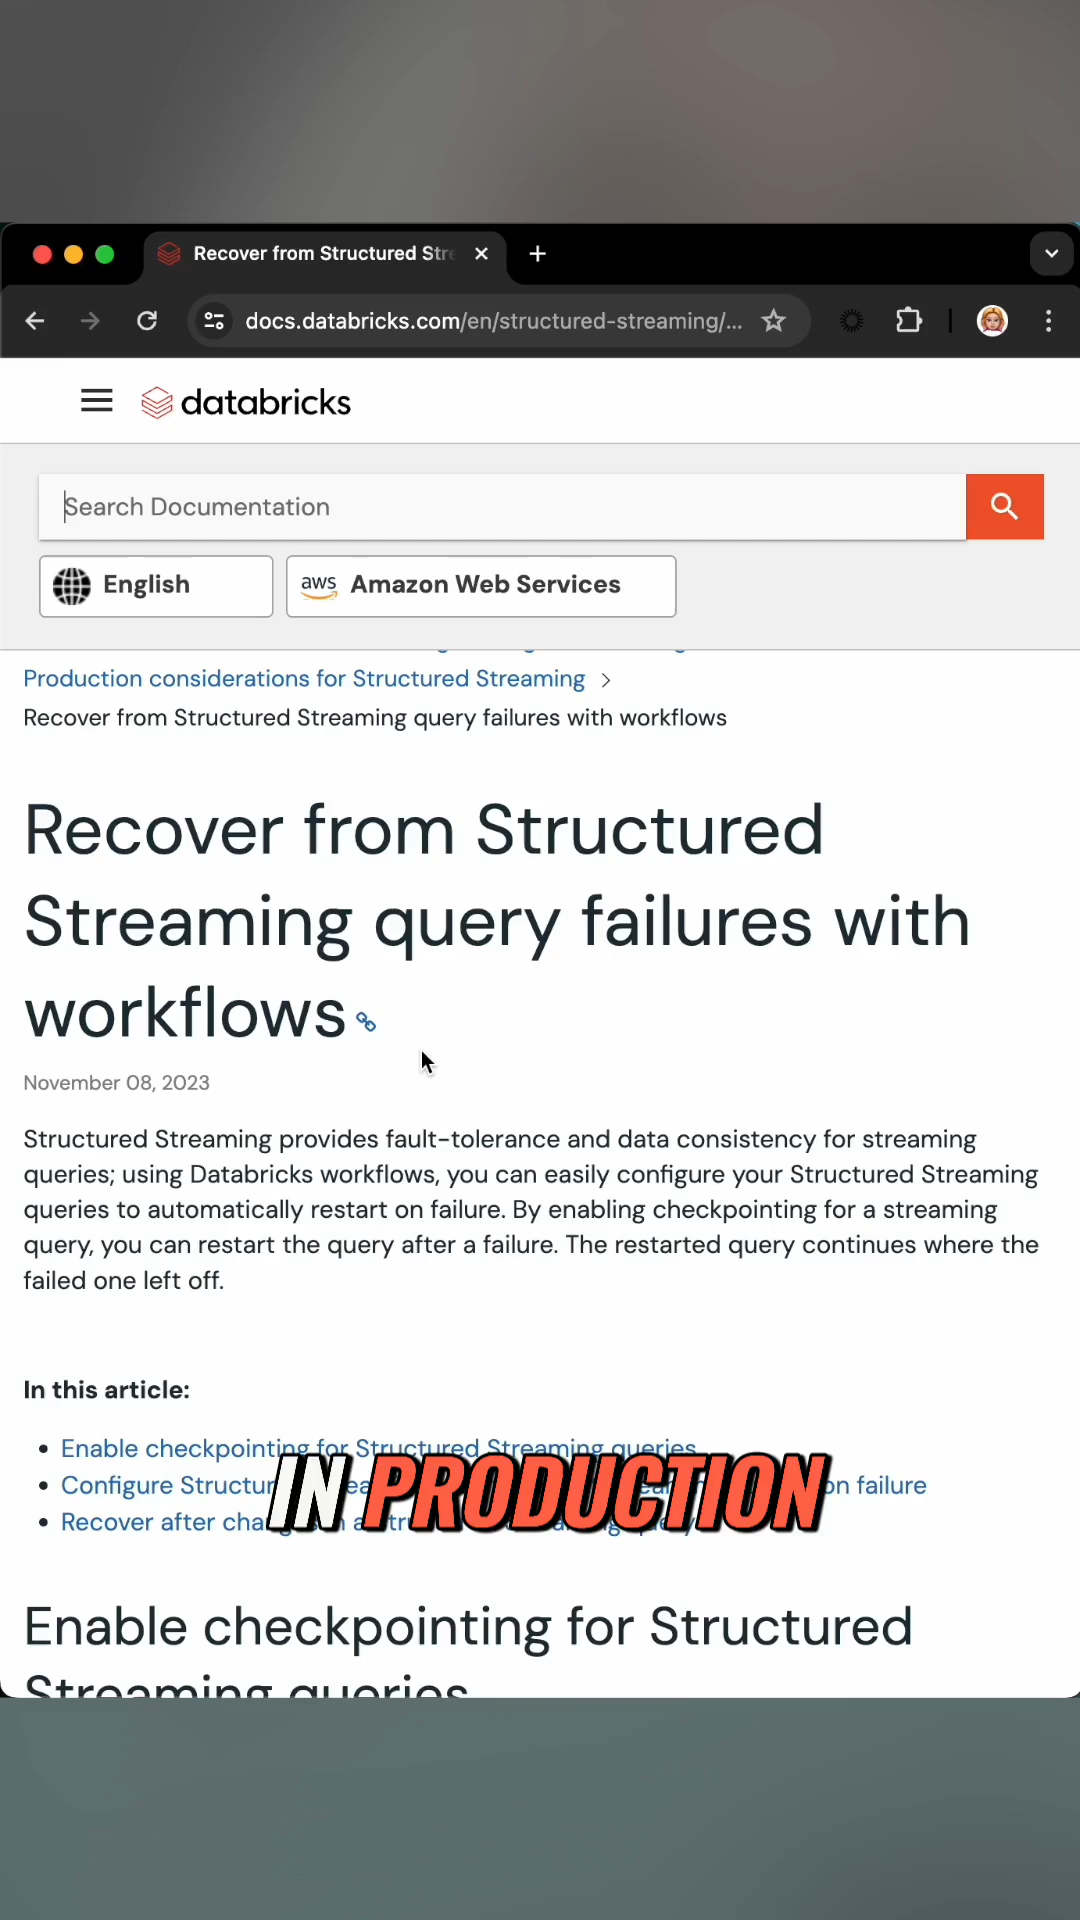 Recover from Structured Str
docs.databricks.com/en/structured-streaming/...
databricks
Search Documentation
English
aws Amazon Web Services
Production considerations for Structured Streaming >
Recover from Structured Streaming query failures with workflows
Recover from Structured
Streaming query failures with
workflows
November 08, 2023
Structured Streaming provides fault-tolerance and data consistency for streaming
queries; using Databricks workflows, you can easily configure your Structured Streaming
queries to automatically restart on failure. By enabling checkpointing for a streaming
query, you can restart the query after a failure. The restarted query continues where the
failed one left off.
In this article:
Enable checkpointing for Structured Streaming queries
Configure Structur on failure
Recover after
IN PRODUCTION
Enable checkpointing for Structured
Streaming queries